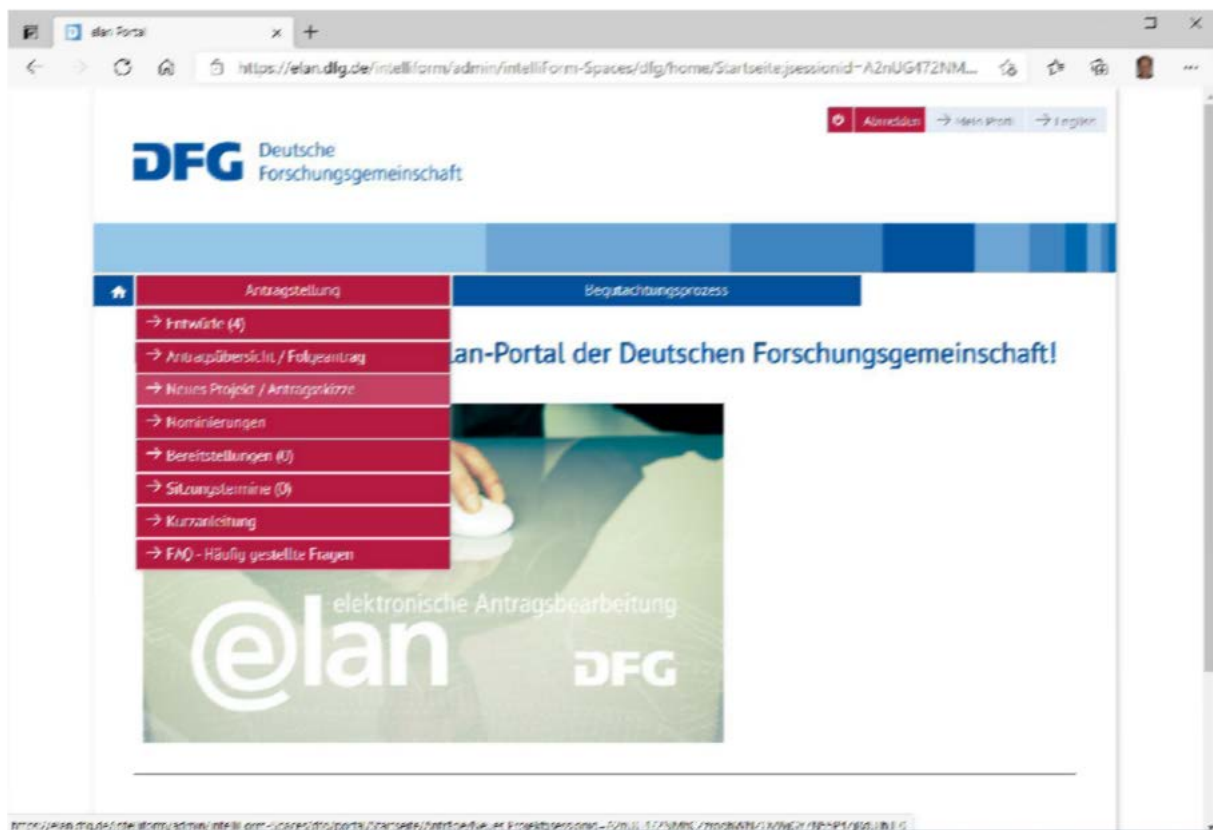 elan Portal
https://elan.dfg.de/intelliform/admin/intelliForm-Spaces/dfg/home/Startseite;jsessionid=A2nUG472NM...
Abmelden → Mein Profil → English
DFG Deutsche
Forschungsgemeinschaft
Antragstellung Begutachtungsprozess
→ Entwürfe (4)
→ Antragsübersicht / Folgeantrag
lan-Portal der Deutschen Forschungsgemeinschaft!
→ Neues Projekt / Antragsskizze
→ Nominierungen
→ Bereitstellungen (0)
→ Sitzungstermine (0)
→ Kurzanleitung
→ FAQ - Häufig gestellte Fragen
elektronische Antragsbearbeitung
@lan DFG